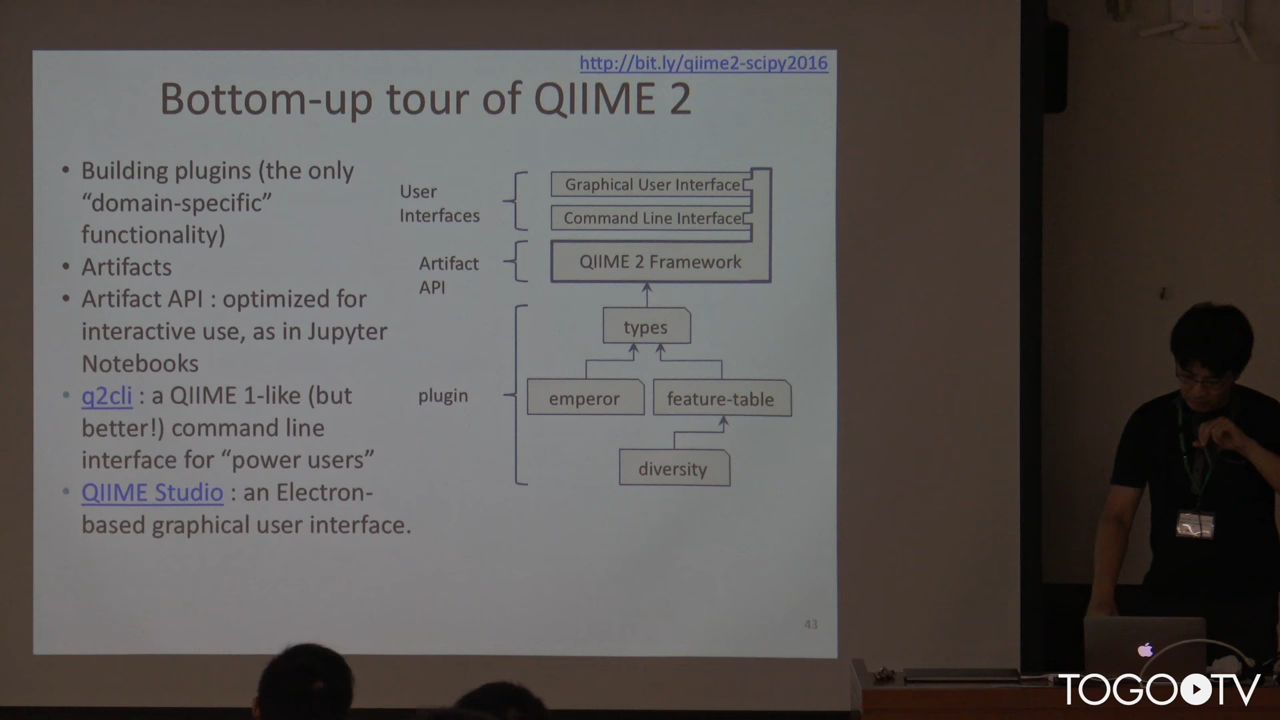 http://bit.ly/qiime2-scipy2016
Bottom-up tour of QIIME 2
• Building plugins (the only
“domain-specific”
functionality)
• Artifacts
• Artifact API : optimized for
interactive use, as in Jupyter
Notebooks
• q2cli : a QIIME 1-like (but
better!) command line
interface for “power users”
• QIIME Studio : an Electron-
based graphical user interface.
User
Interfaces
Graphical User Interface
Command Line Interface
Artifact
API
QIIME 2 Framework
types
plugin
emperor
feature-table
diversity
43
TOGO TV